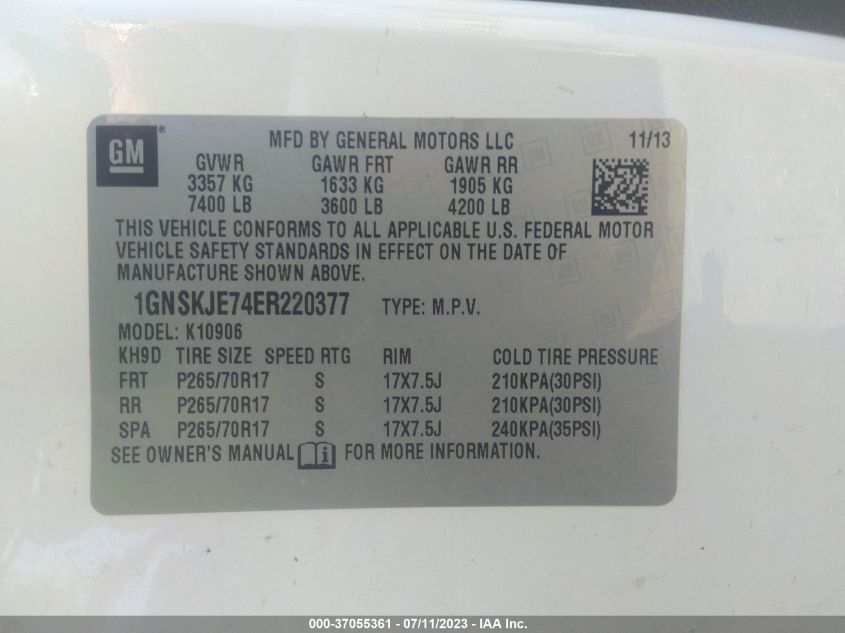 GM ® MFD BY GENERAL MOTORS LLC 11/13
GVWR GAWR FRT GAWR RR
3357 KG 1633 KG 1905 KG
7400 LB 3600 LB 4200 LB
THIS VEHICLE CONFORMS TO ALL APPLICABLE U.S. FEDERAL MOTOR
VEHICLE SAFETY STANDARDS IN EFFECT ON THE DATE OF
MANUFACTURE SHOWN ABOVE.
1GNSKJE74ER220377 TYPE: M.P.V.
MODEL: K10906
KH9D TIRE SIZE SPEED RTG RIM COLD TIRE PRESSURE
FRT P265/70R17 S 17X7.5J 210KPA(30PSI)
RR P265/70R17 S 17X7.5J 210KPA(30PSI)
SPA P265/70R17 S 17X7.5J 240KPA(35PSI)
SEE OWNER'S MANUAL FOR MORE INFORMATION.
000-37055361 - 07/11/2023 - IAA Inc.